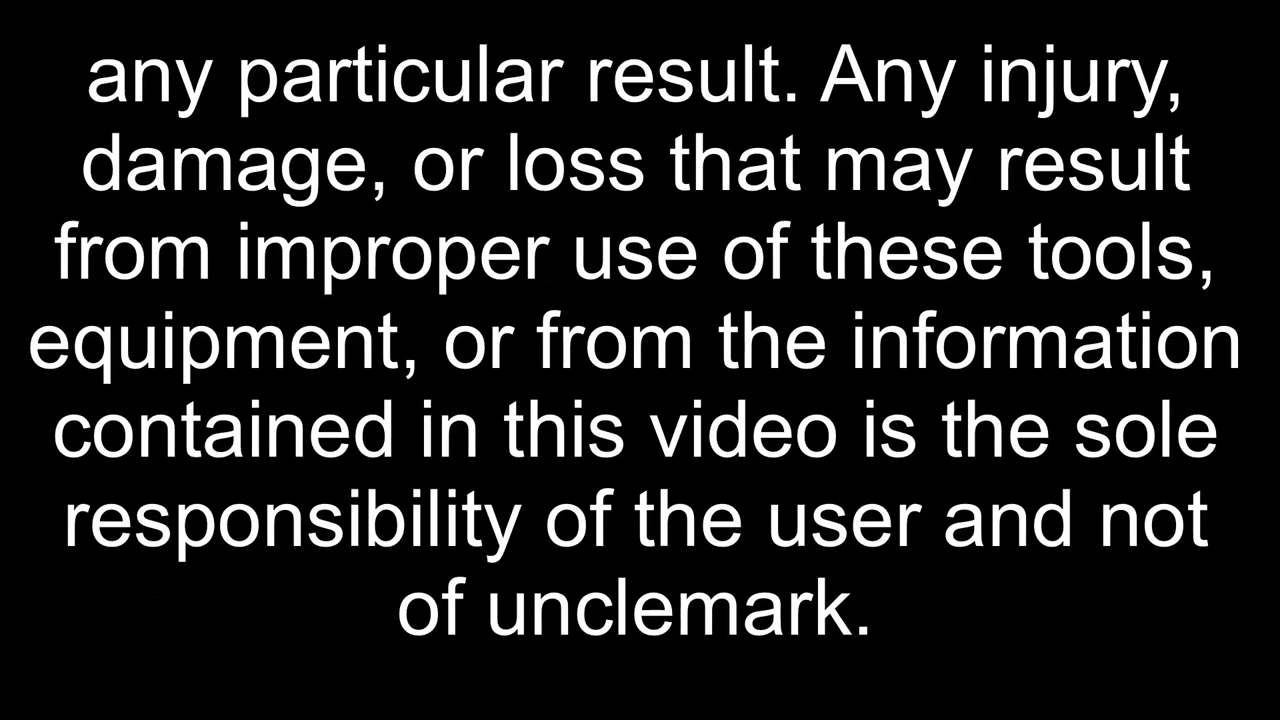 any particular result. Any injury,
damage, or loss that may result
from improper use of these tools,
equipment, or from the information
contained in this video is the sole
responsibility of the user and not
of unclemark.